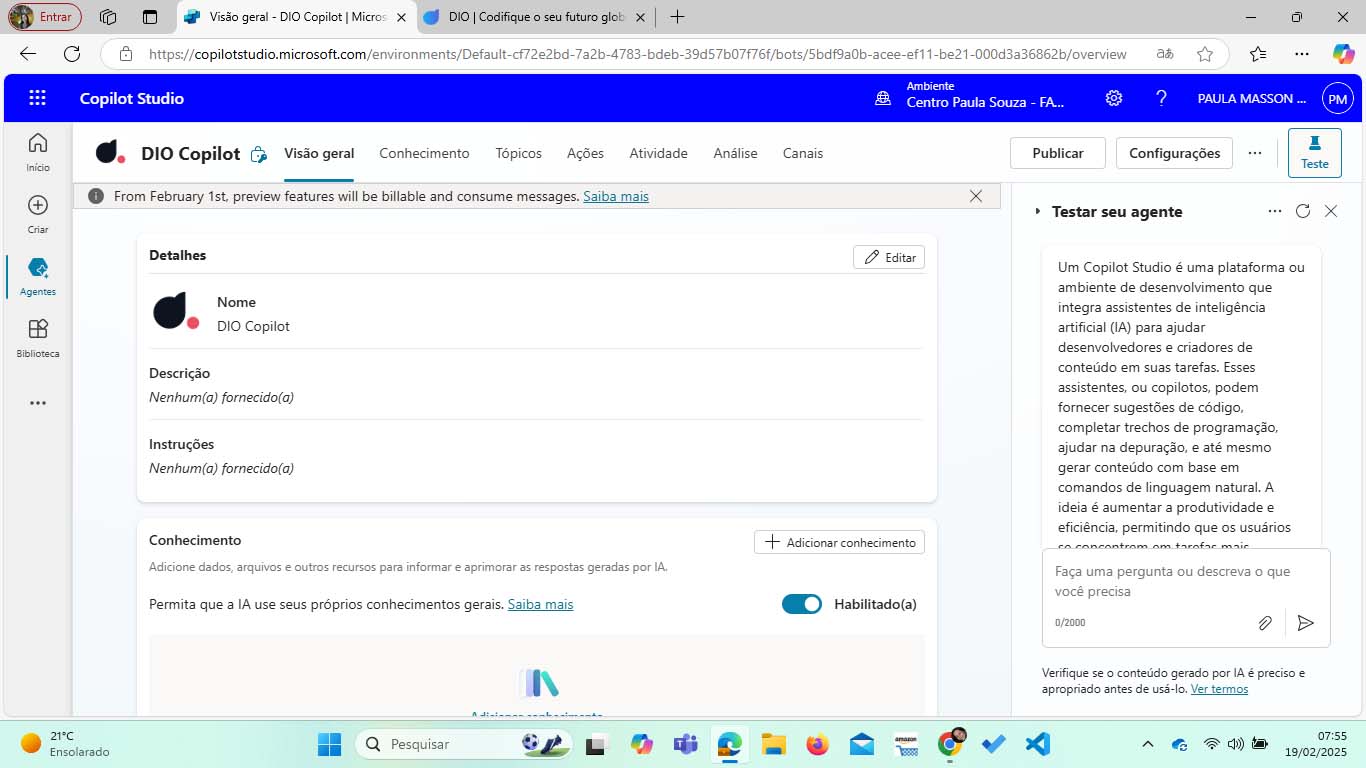 Entrar
Visão geral - DIO Copilot | Micros
DIO | Codifique o seu futuro glob
https://copilotstudio.microsoft.com/environments/Default-cf72e2bd-7a2b-4783-bdeb-39d57b07f76f/bots/5bdf9a0b-acee-ef11-be21-000d3a36862b/overview
Copilot Studio
Ambiente
Centro Paula Souza - FA...
PAULA MASSON ...
PM
Início
Criar
Agentes
Biblioteca
DIO Copilot
Visão geral
Conhecimento
Tópicos
Ações
Atividade
Análise
Canais
Publicar
Configurações
Teste
From February 1st, preview features will be billable and consume messages. Saiba mais
Detalhes
Editar
Nome
DIO Copilot
Descrição
Nenhum(a) fornecido(a)
Instruções
Nenhum(a) fornecido(a)
Conhecimento
Adicionar conhecimento
Adicione dados, arquivos e outros recursos para informar e aprimorar as respostas geradas por IA.
Permita que a IA use seus próprios conhecimentos gerais. Saiba mais
Habilitado(a)
Adicionar conhecimento
Testar seu agente
Um Copilot Studio é uma plataforma ou
ambiente de desenvolvimento que
integra assistentes de inteligência
artificial (IA) para ajudar
desenvolvedores e criadores de
conteúdo em suas tarefas. Esses
assistentes, ou copilotos, podem
fornecer sugestões de código,
completar trechos de programação,
ajudar na depuração, e até mesmo
gerar conteúdo com base em
comandos de linguagem natural. A
ideia é aumentar a produtividade e
eficiência, permitindo que os usuários
se concentrem em tarefas mais
Faça uma pergunta ou descreva o que
você precisa
0/2000
Verifique se o conteúdo gerado por IA é preciso e
apropriado antes de usá-lo. Ver termos
21°C
Ensolarado
Pesquisar
amazon
07:55
19/02/2025